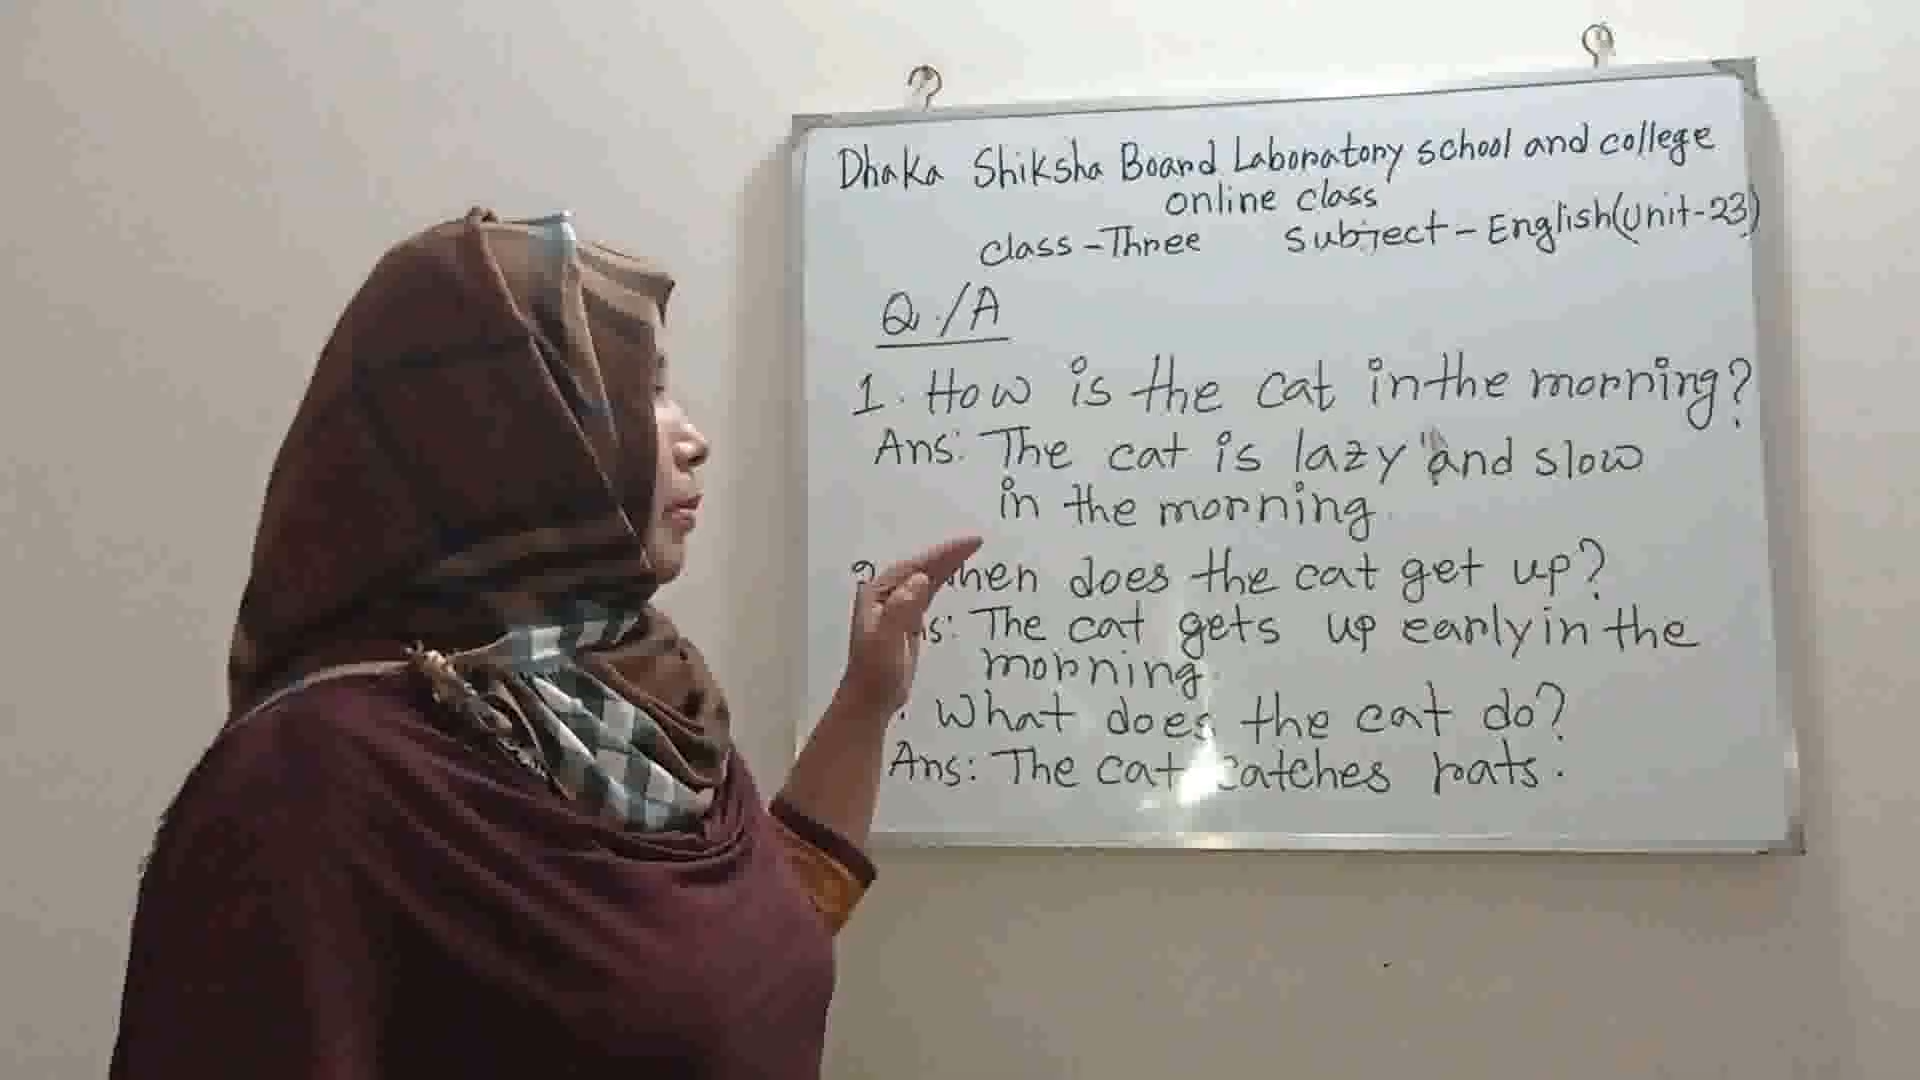 Dhaka Shiksha Board Laboratory school and college
online class
class-Three Subject-English(Unit-23)
Q./A
1. How is the cat in the morning?
Ans: The cat is lazy and slow
in the morning.
does the cat get up?
The cat gets up early in the
morning.
What does the cat do?
Ans: The cat catches rats.